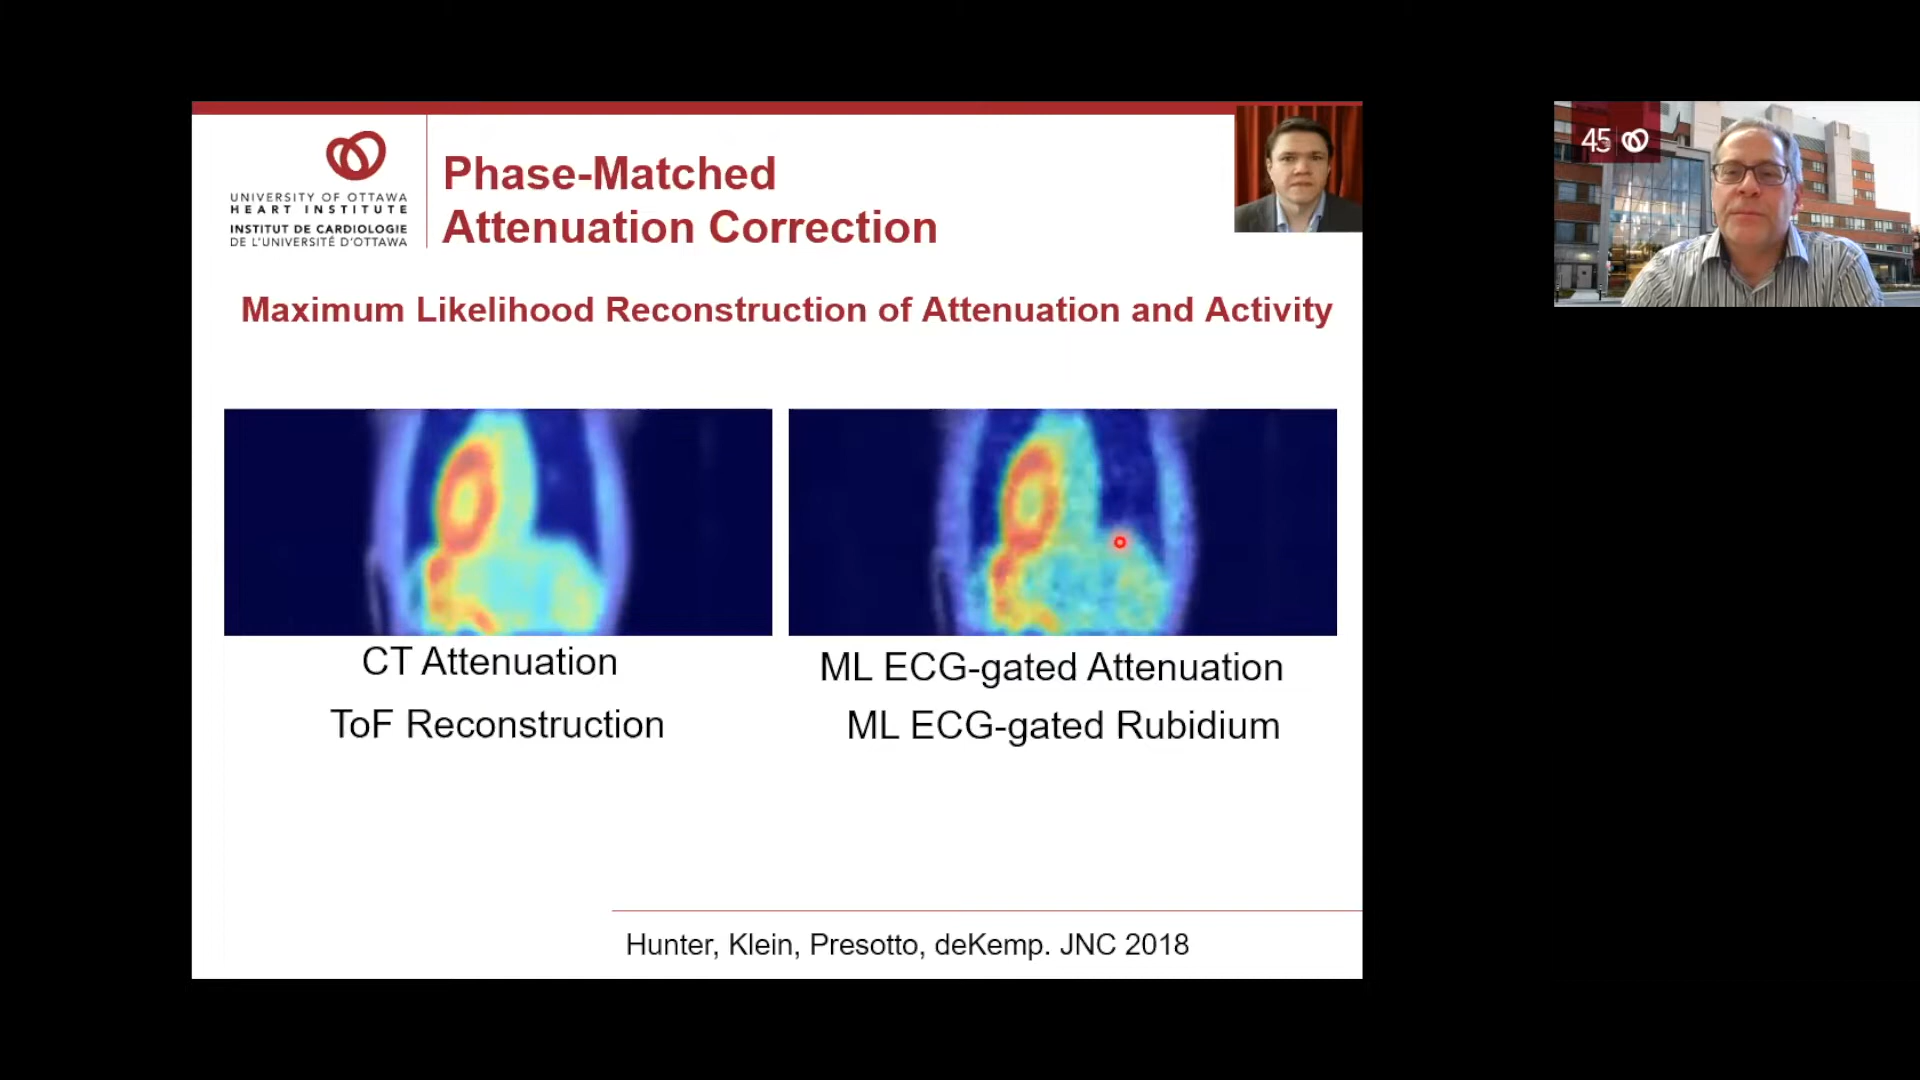 UNIVERSITY OF OTTAWA
HEART INSTITUTE
INSTITUT DE CARDIOLOGIE
DE L'UNIVERSITÉ D'OTTAWA
Phase-Matched
Attenuation Correction
45
Maximum Likelihood Reconstruction of Attenuation and Activity
CT Attenuation
ToF Reconstruction
ML ECG-gated Attenuation
ML ECG-gated Rubidium
Hunter, Klein, Presotto, deKemp. JNC 2018